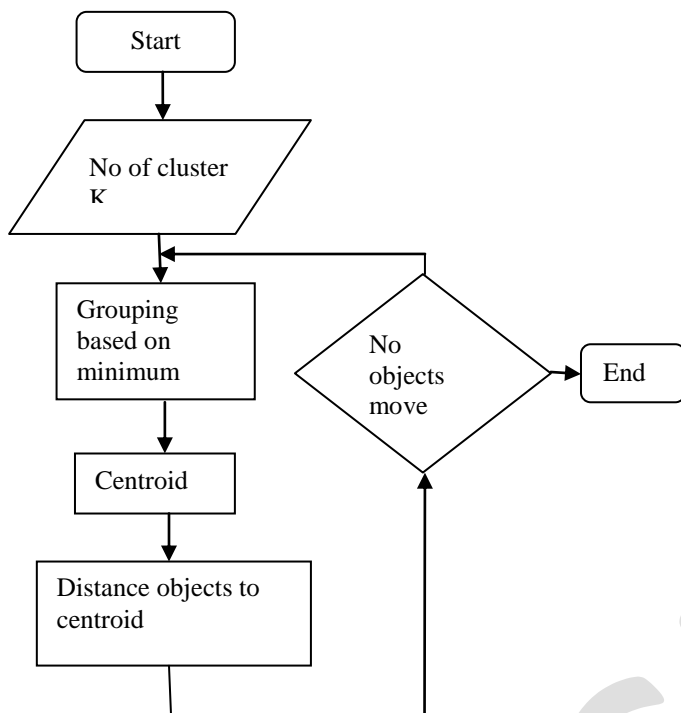 Start
No of cluster
K
Grouping
based on
minimum
Centroid
Distance objects to
centroid
No
objects
move
End